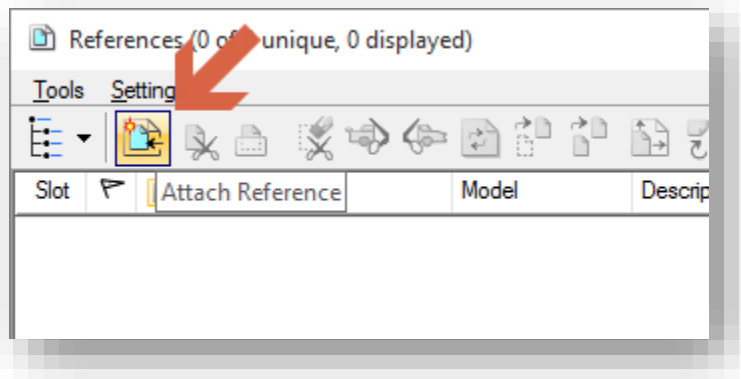 References (0 of unique, 0 displayed)
Tools Setting
Slot Model Descrip
Attach Reference